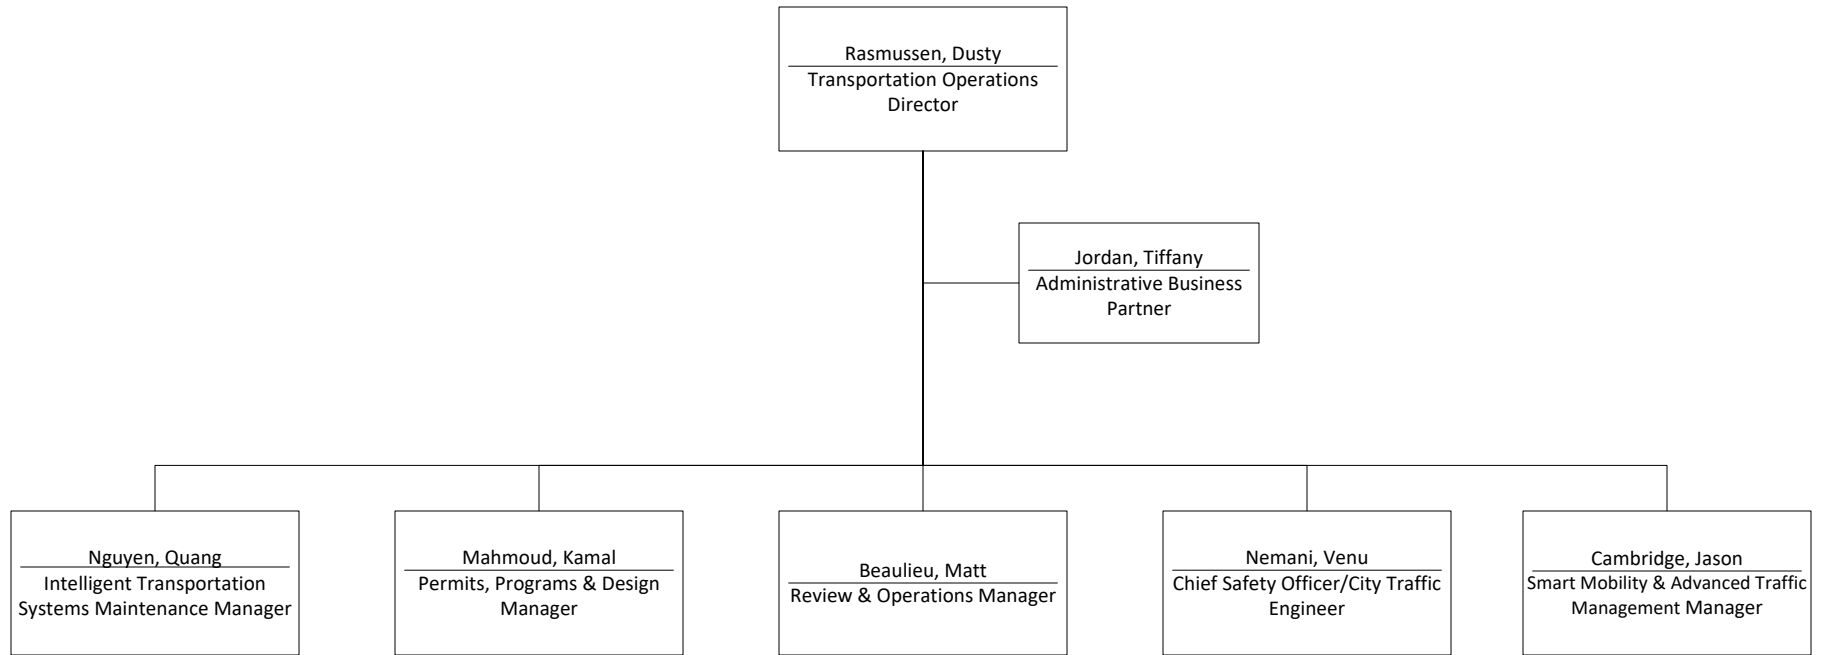 Rasmussen, Dusty
Transportation Operations
Director
Jordan, Tiffany
Administrative Business
Partner
Nguyen, Quang
Intelligent Transportation
Systems Maintenance Manager
Mahmoud, Kamal
Permits, Programs & Design
Manager
Beaulieu, Matt
Review & Operations Manager
Nemani, Venu
Chief Safety Officer/City Traffic
Engineer
Cambridge, Jason
Smart Mobility & Advanced Traffic
Management Manager